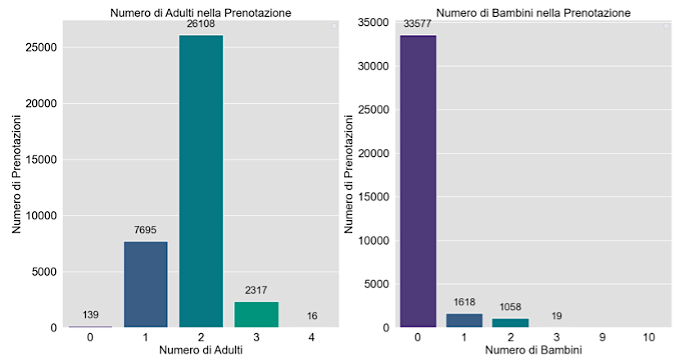 Numero di Adulti nella Prenotazione
26108
25000
20000
15000
10000
5000
0
Numero di Prenotazioni
7695
2317
139
16
0 1 2 3 4
Numero di Adulti
Numero di Bambini nella Prenotazione
33577
35000
30000
25000
20000
15000
10000
5000
0
Numero di Prenotazioni
1618
1058
19
0 1 2 3 9 10
Numero di Bambini